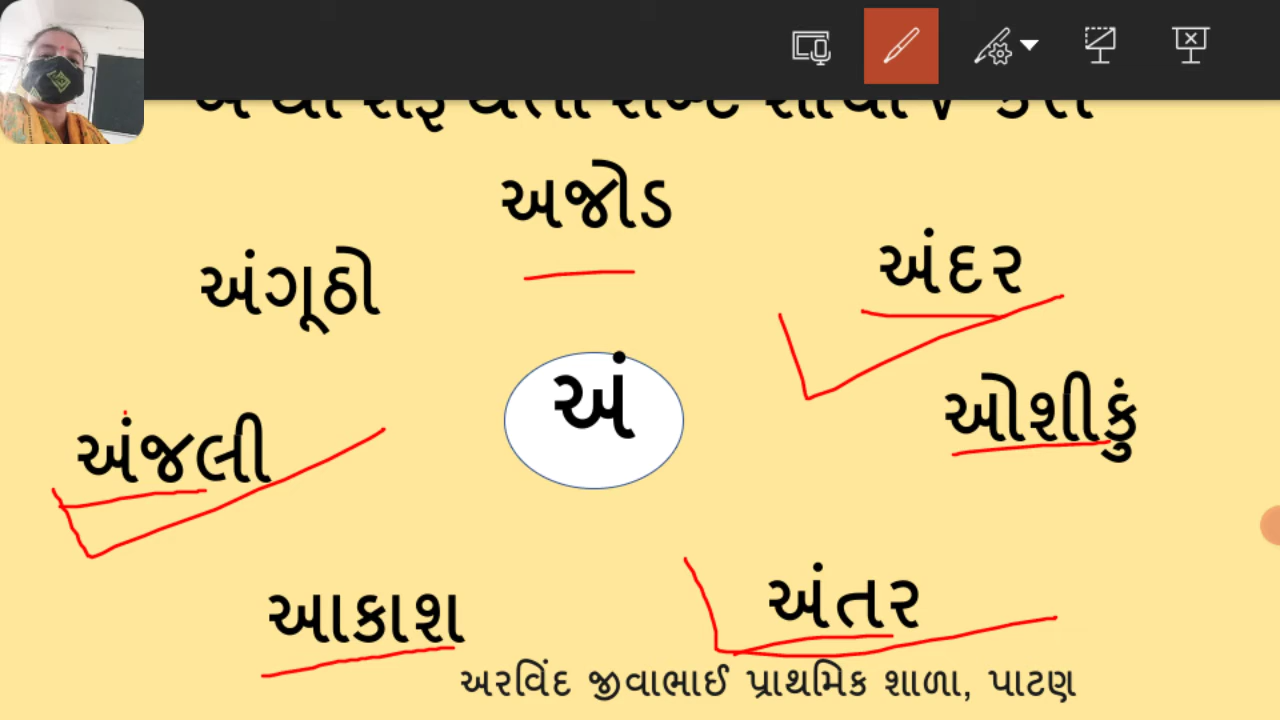 અજોડ
અંગૂઠો
અંદર
અં
અંજલી
ઓશીકું
આકાશ
અંતર
અરવિંદ જીવાભાઈ પ્રાથમિક શાળા, પાટણ